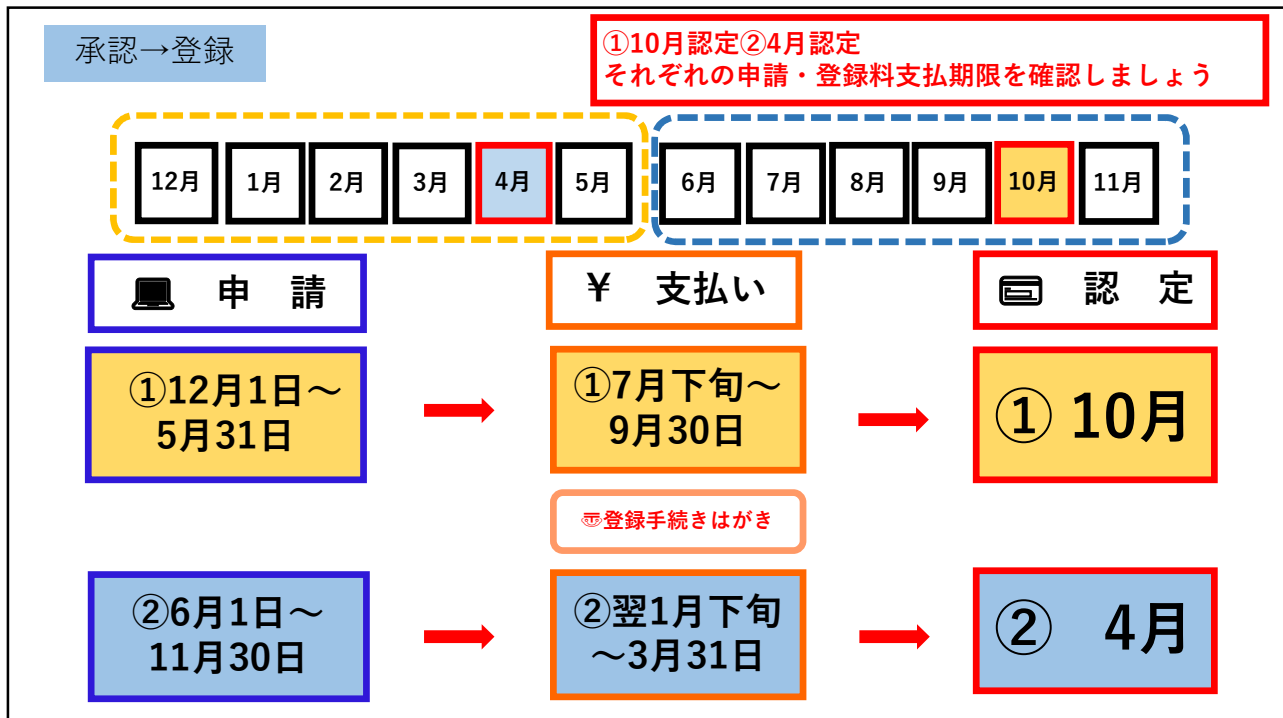 承認→登録
①10月認定②4月認定
それぞれの申請・登録料支払期限を確認しましょう
12月 1月 2月 3月 4月 5月 6月 7月 8月 9月 10月 11月
申 請
¥ 支払い
認 定
①12月1日～
5月31日
①7月下旬～
9月30日
① 10月
登録手続きはがき
②6月1日～
11月30日
②翌1月下旬
～3月31日
② 4月